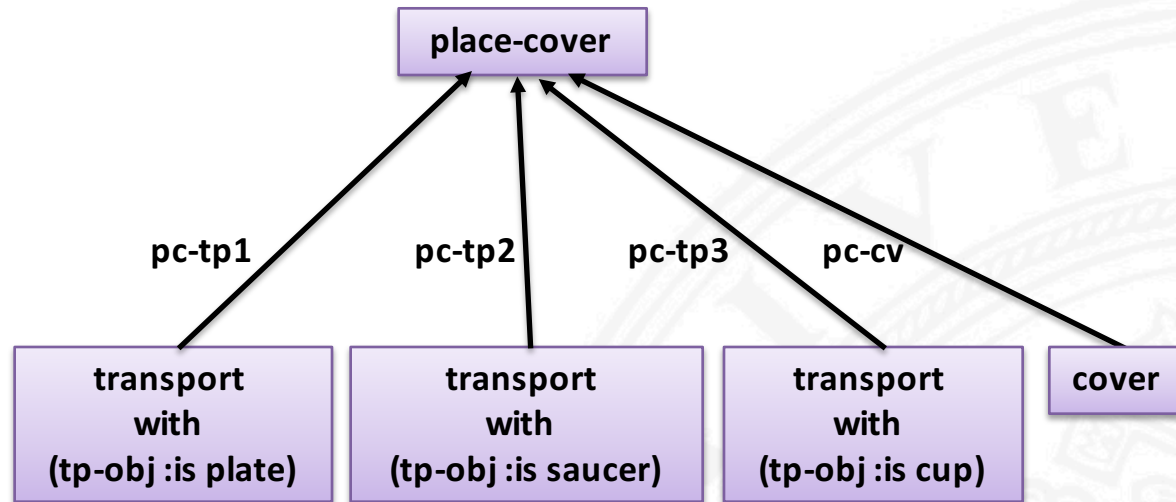 place-cover
pc-tp1
pc-tp2
pc-tp3
pc-cv
transport
with
(tp-obj :is plate)
transport
with
(tp-obj :is saucer)
transport
with
(tp-obj :is cup)
cover
I V E